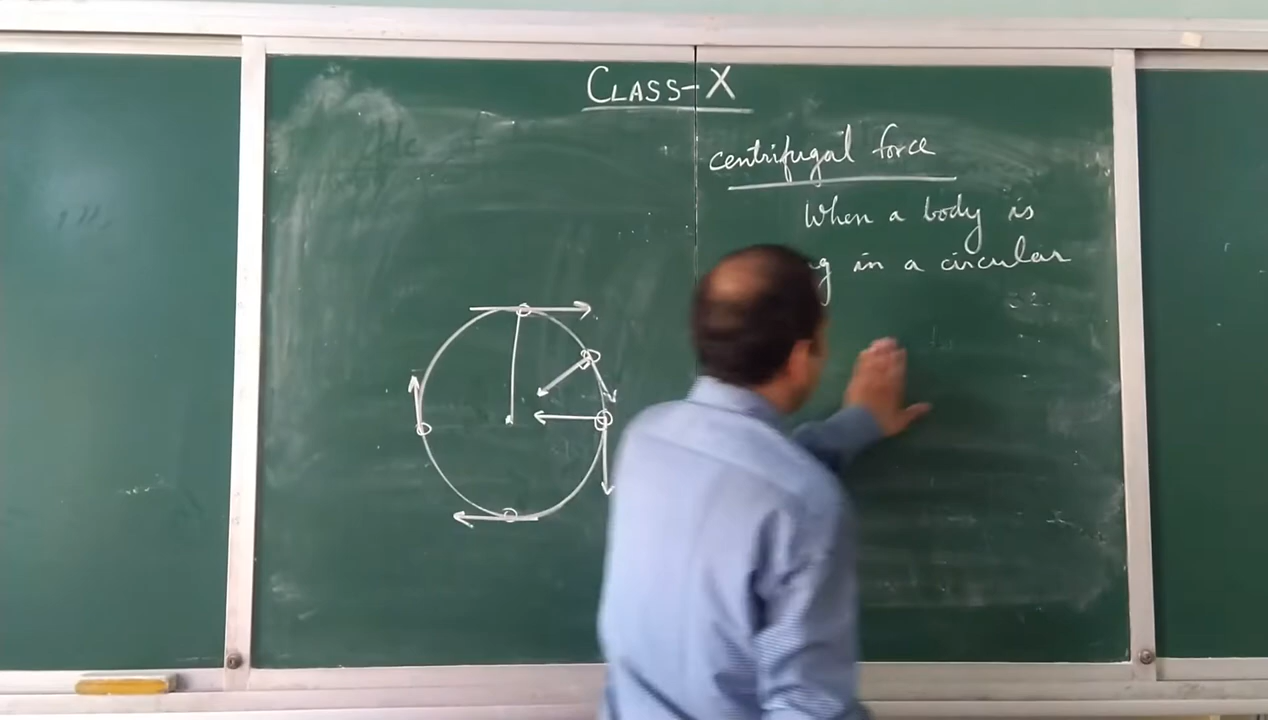 CLASS-X
centrifugal force
When a body is
g in a circular